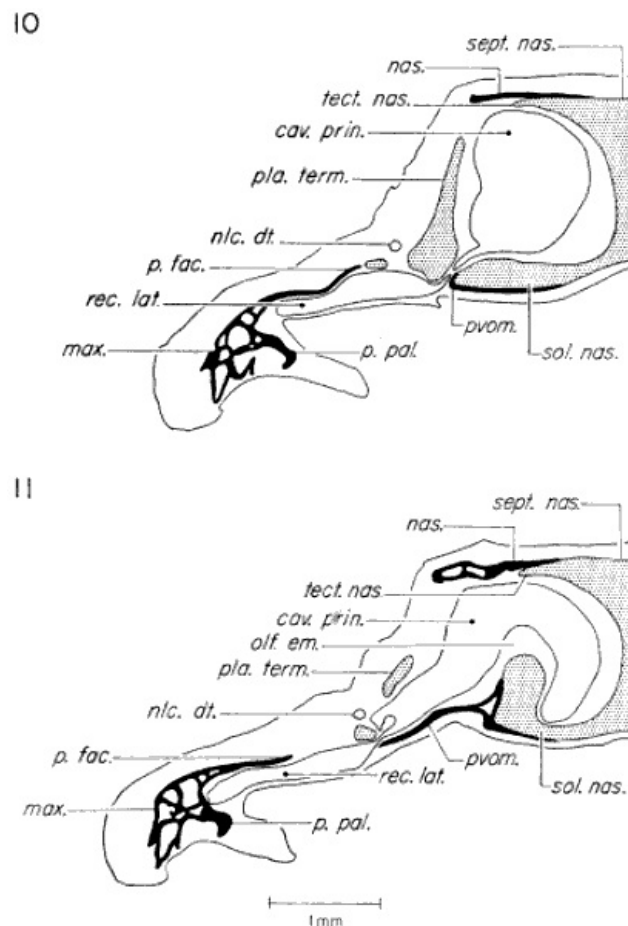 10
sept. nas.
nas.
tect. nas.
cav. prin.
pla. term.
nlc. dt.
p. fac.
rec. lat.
max.
p. pal.
pvom.
sol. nas.
11
sept. nas.
nas.
tect. nas.
cav. prin.
olf. em.
pla. term.
nlc. dt.
p. fac.
rec. lat.
pvom.
sol. nas.
max.
p. pal.
1mm